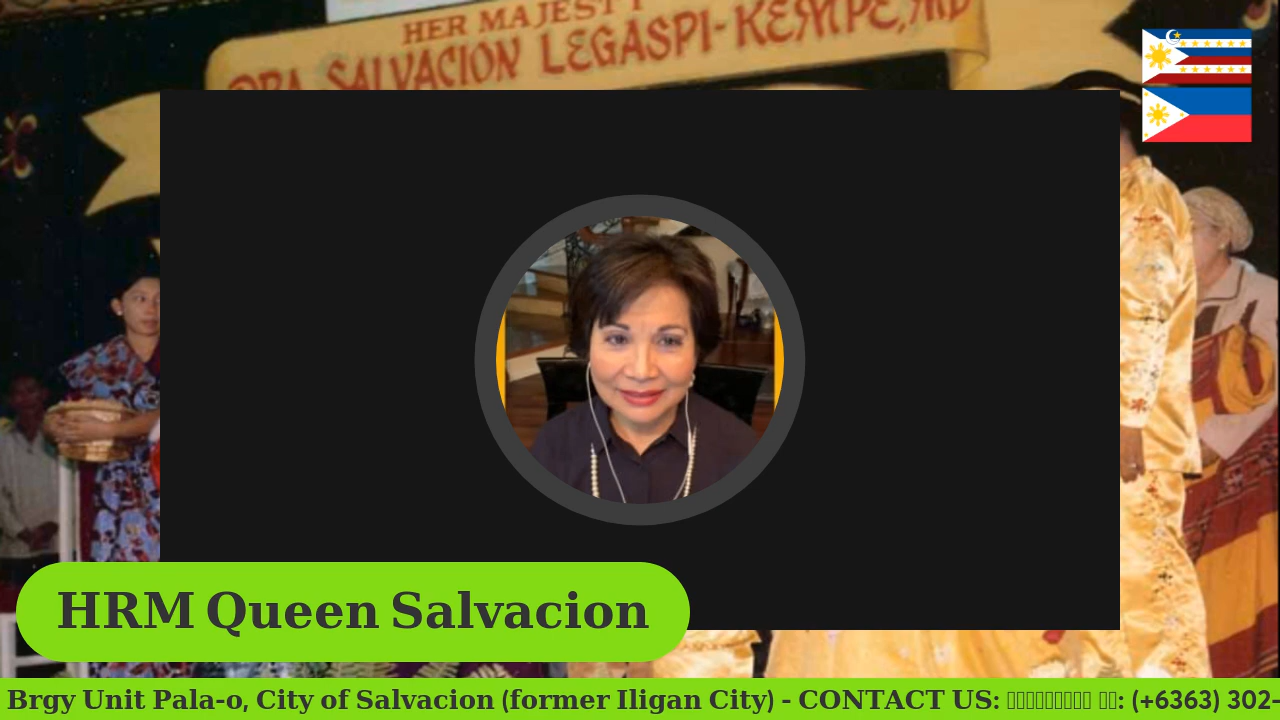 HER MAJESTY
SALVACION LEGASPI-KEMPE, MD
HRM Queen Salvacion
Brgy Unit Pala-o, City of Salvacion (former Iligan City) - CONTACT US: (+6363) 302-